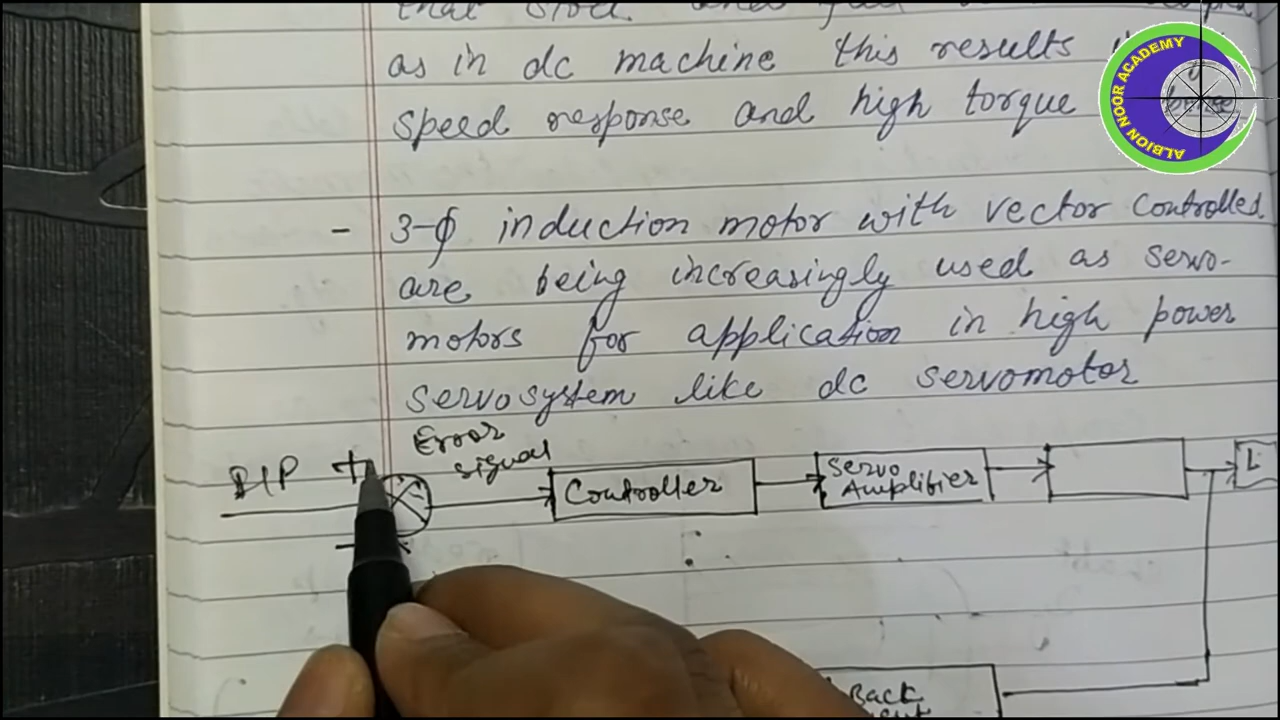 as in dc machine this results
speed response and high torque
- 3-ϕ induction motor with vector controlled.
are being increasingly used as servo-
motors for application in high power
servosystem like dc servomotor
Error
signal
+
Controller
Servo
Amplifier
L
-
Back
ALBION NOOR ACADEMY